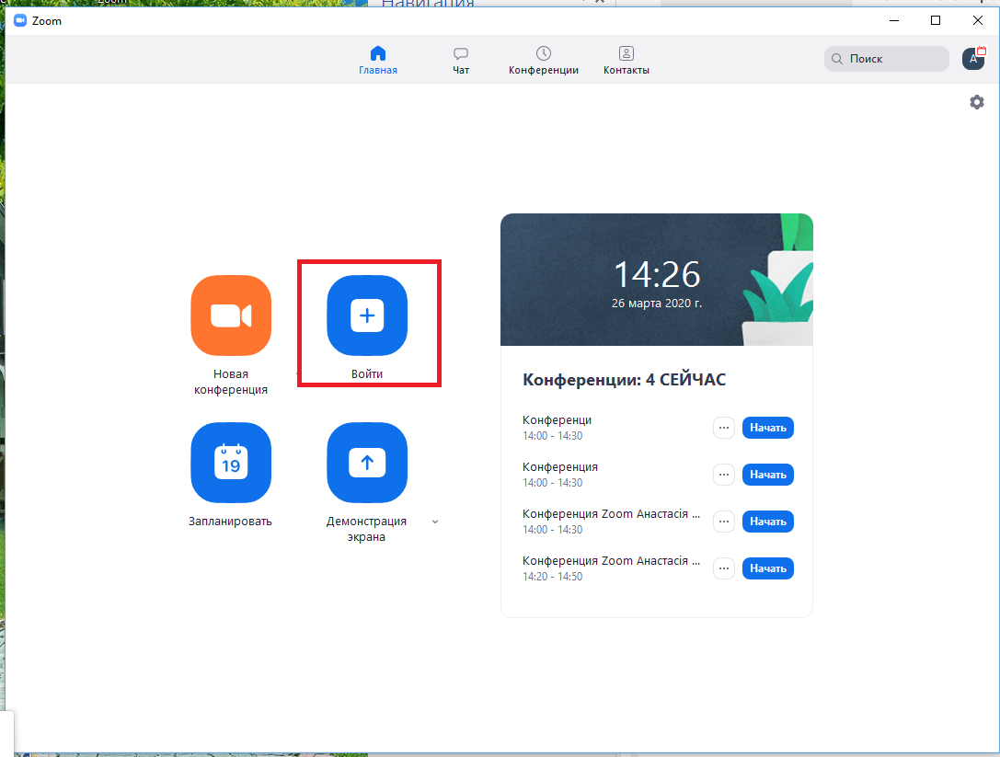 Навигация
Zoom
Главная
Чат
Конференции
Контакты
Поиск
А
14:26
26 марта 2020 г.
Новая
конференция
Войти
19
Запланировать
Демонстрация
экрана
Конференции: 4 СЕЙЧАС
Конференци
14:00 - 14:30
Начать
Конференция
14:00 - 14:30
Начать
Конференция Zoom Анастасія ...
14:00 - 14:30
Начать
Конференция Zoom Анастасія ...
14:20 - 14:50
Начать